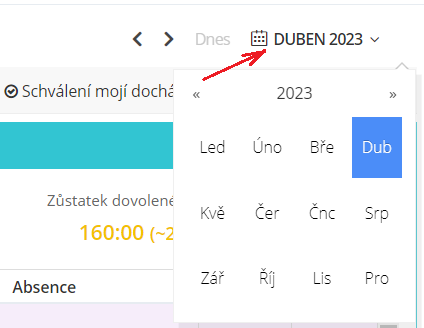 Dnes DUBEN 2023
Schválení mojí dochá
« 2023 »
Led Úno Bře Dub
Kvě Čer Čnc Srp
Zář Říj Lis Pro
Zůstatek dovolené
160:00 (~2
Absence